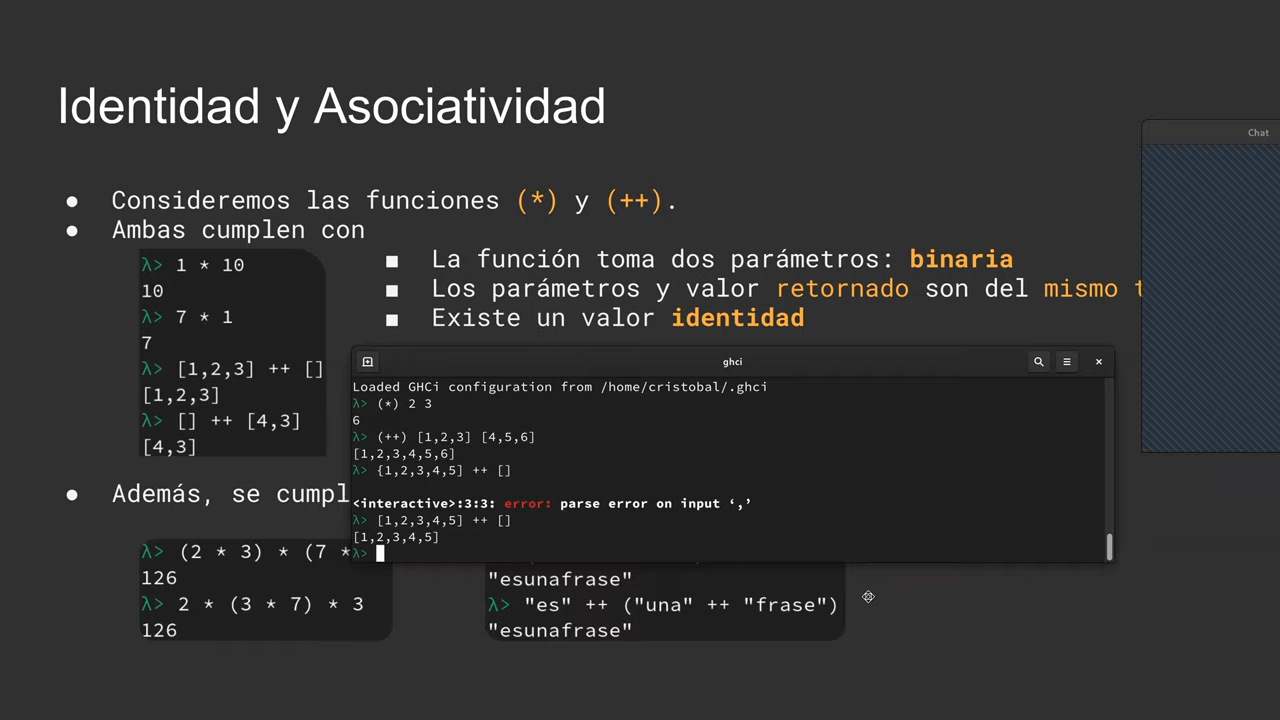 Identidad y Asociatividad
Chat
● Consideremos las funciones (*) y (++).
● Ambas cumplen con
λ> 1 * 10
10
λ> 7 * 1
7
λ> [1,2,3] ++ []
[1,2,3]
λ> [] ++ [4,3]
[4,3]
■ La función toma dos parámetros: binaria
■ Los parámetros y valor retornado son del mismo t
■ Existe un valor identidad
ghci
Loaded GHCi configuration from /home/cristobal/.ghci
λ> (*) 2 3
6
λ> (++) [1,2,3] [4,5,6]
[1,2,3,4,5,6]
λ> {1,2,3,4,5] ++ []
<interactive>:3:3: error: parse error on input ‘,’
λ> [1,2,3,4,5] ++ []
[1,2,3,4,5]
λ>
● Además, se cumpl
λ> (2 * 3) * (7 *
126
λ> 2 * (3 * 7) * 3
126
"esunafrase"
λ> "es" ++ ("una" ++ "frase")
"esunafrase"